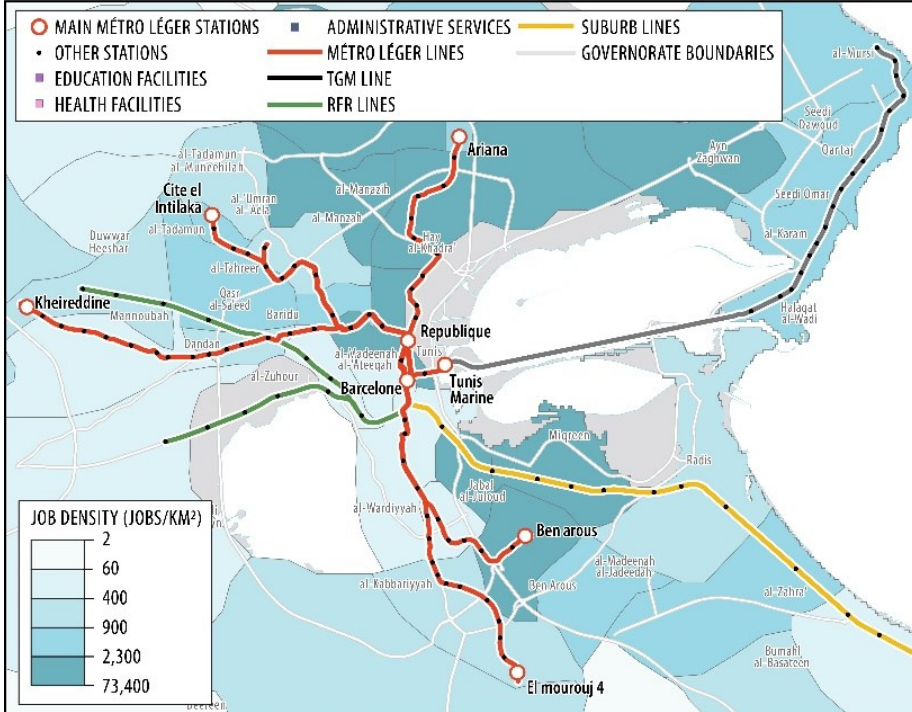 MAIN MÉTRO LÉGER STATIONS
OTHER STATIONS
EDUCATION FACILITIES
HEALTH FACILITIES
ADMINISTRATIVE SERVICES
MÉTRO LÉGER LINES
TGM LINE
RFR LINES
SUBURB LINES
GOVERNORATE BOUNDARIES
al-Mursi
Seedi
Dawoud
Qartaj
Ayn
Zaghwan
Ariana
al-Tadamun
al-Muneehilah
al-Manazih
Seedi Omar
Cite el
Intilaka
al-'Umran
al-'Aela
al-Tadamun
al-Manzah
Hay
al-Khadra'
al-Karam
Duwwar
Heeshar
al-Tahreer
Qasr
al-Sa'eed
Kheireddine
Mannoubah
Baridu
Halaqat
al-Wadi
Republique
Dandan
al-Madeenah
al-Ateeqah
Tunis
al-Zuhour
Barcelone
Tunis
Marine
Miqreen
Radis
Jabal
al-Juloud
al-Wardiyyah
Ben arous
al-Madeenah
al-Jadeedah
al-Kabbariyyah
Ben Arous
al-Zahra'
Bumahl
al-Basateen
El mourouj 4
JOB DENSITY (JOBS/KM²)
2
60
400
900
2,300
73,400